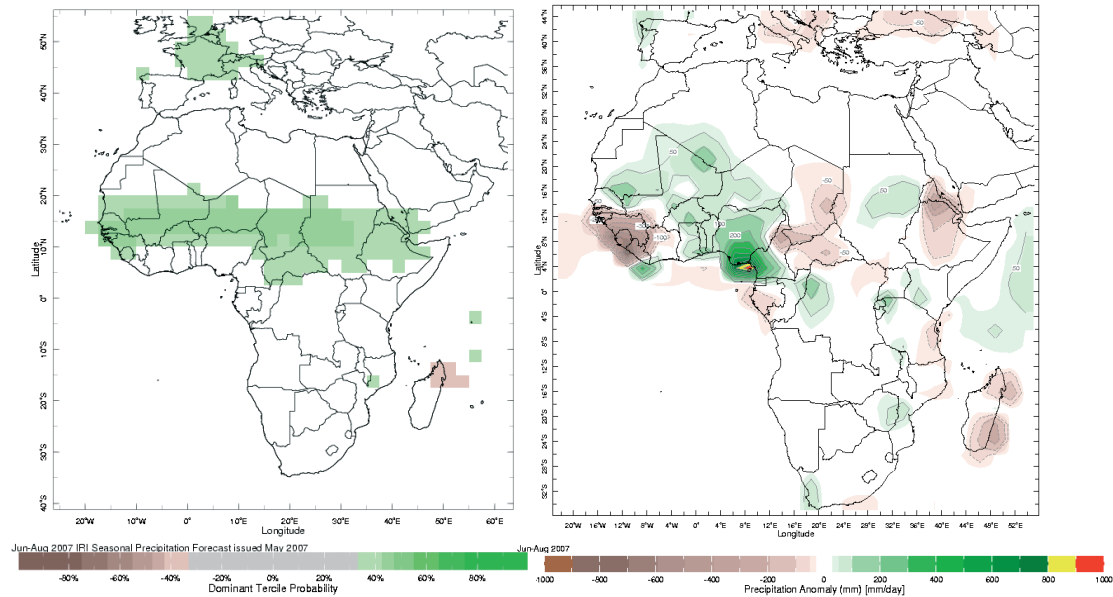 50°N
40°N
30°N
20°N
10°N
0°
10°S
20°S
30°S
40°S
Latitude
20°W 10°W 0° 10°E 20°E 30°E 40°E 50°E 60°E
Longitude
Jun-Aug 2007 IRI Seasonal Precipitation Forecast issued May 2007
-80% -60% -40% -20% 0% 20% 40% 60% 80%
Dominant Tercile Probability
44°N
40°N
36°N
32°N
28°N
24°N
20°N
16°N
12°N
8°N
4°N
0°
4°S
8°S
12°S
16°S
20°S
24°S
28°S
32°S
Latitude
-50
-50
-50
-50
-100
200
-50
-50
20°W 16°W 12°W 8°W 4°W 0° 4°E 8°E 12°E 16°E 20°E 24°E 28°E 32°E 36°E 40°E 44°E 48°E 52°E
Longitude
Jun-Aug 2007
-1000 -800 -600 -400 -200 0 200 400 600 800 1000
Precipitation Anomaly (mm) [mm/day]